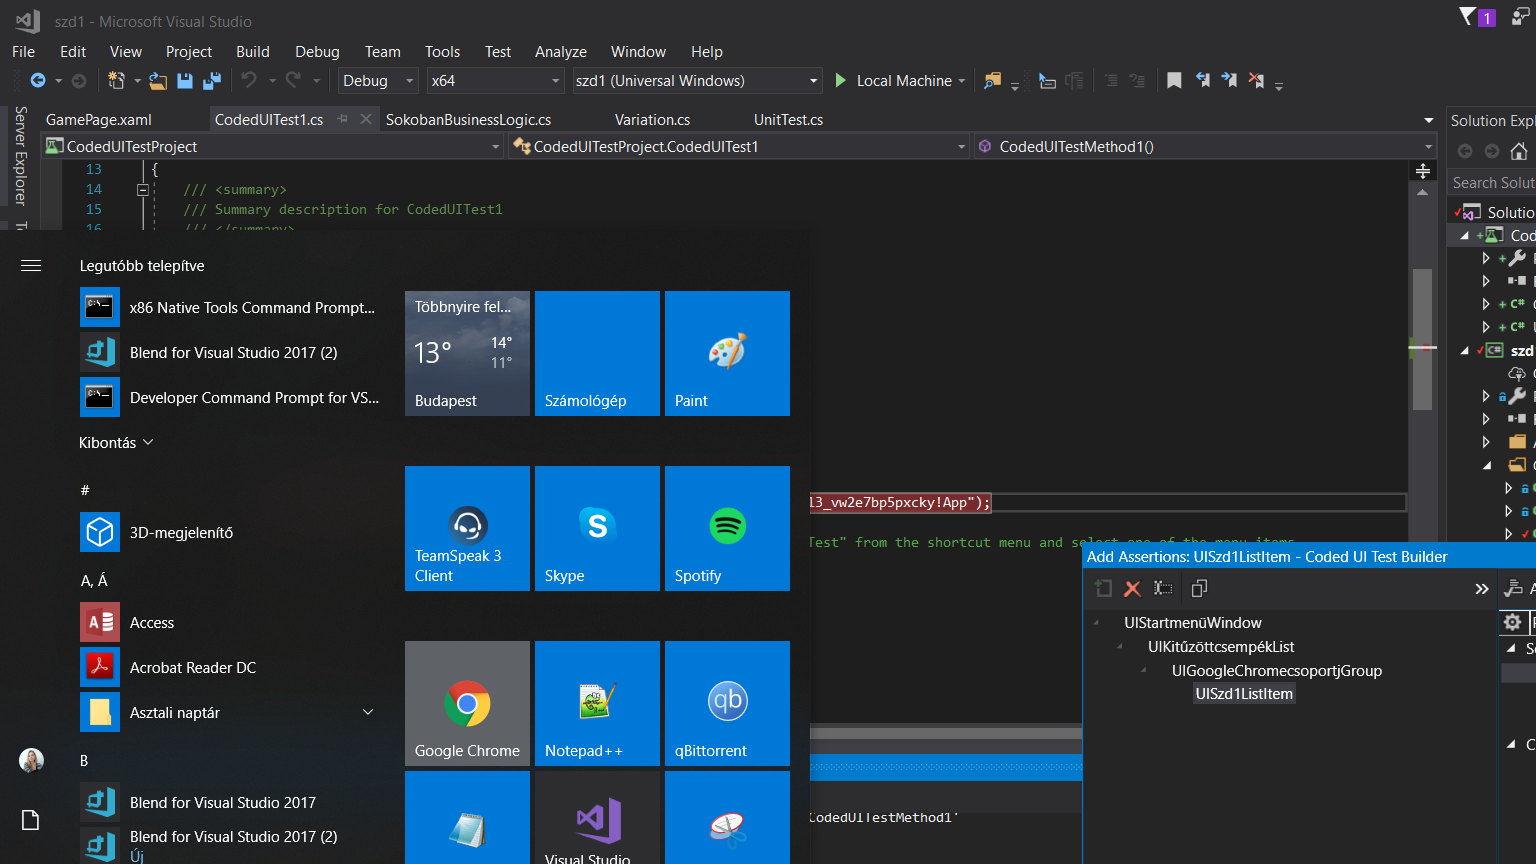 szd1 - Microsoft Visual Studio
1
File Edit View Project Build Debug Team Tools Test Analyze Window Help
Debug x64 szd1 (Universal Windows) Local Machine
GamePage.xaml CodedUITest1.cs SokobanBusinessLogic.cs Variation.cs UnitTest.cs
Solution Exp
Server Explorer
CodedUITestProject CodedUITestProject.CodedUITest1 CodedUITestMethod1()
13 {
14 /// <summary>
15 /// Summary description for CodedUITest1
16 /// </summary>
Search Solut
Solutio
Cod
C#
C#
C# szd
Legutóbb telepítve
x86 Native Tools Command Prompt...
Blend for Visual Studio 2017 (2)
Developer Command Prompt for VS...
Kibontás
#
3D-megjelenítő
A, Á
Access
Acrobat Reader DC
Asztali naptár
B
Blend for Visual Studio 2017
Blend for Visual Studio 2017 (2)
Új
Többnyire fel...
13° 14°
11°
Budapest
Számológép
Paint
TeamSpeak 3
Client
Skype
Spotify
Google Chrome
Notepad++
qb
qBittorrent
Visual Studio
l3_vw2e7bp5pxcky!App");
Test" from the shortcut menu and select one of the menu items.
CodedUITestMethod1'
Add Assertions: UISzd1ListItem - Coded UI Test Builder
UIStartmenüWindow
UIKitűzöttcsempékList
UIGoogleChromecsoportjGroup
UISzd1ListItem